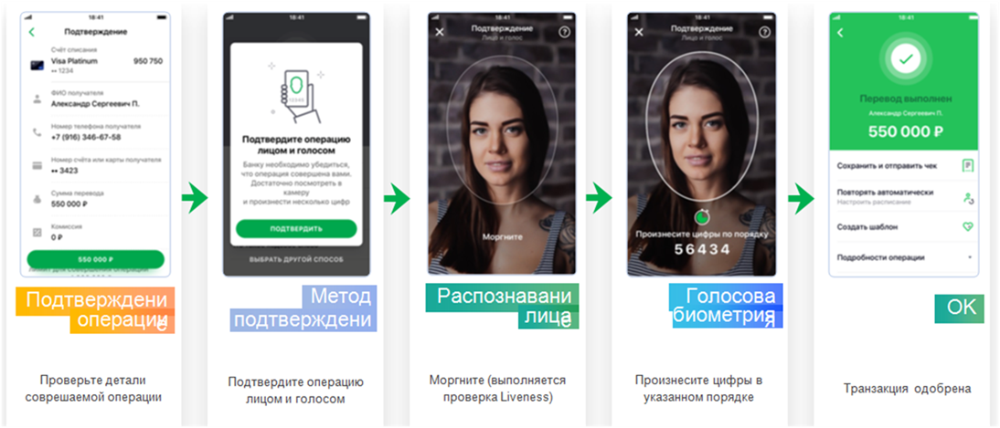 18:41
Подтверждение
Счёт списания
Visa Platinum 950 750
•• 1234
ФИО получателя
Александр Сергеевич П.
Номер телефона получателя
+7 (916) 346-67-58
Номер счёта или карты получателя
•• 3423
Сумма перевода
550 000 ₽
Комиссия
0 ₽
550 000 ₽
Подтверждени
операции
е
Проверьте детали
соврешаемой операции
18:41
Подтвердите операцию
лицом и голосом
Банку необходимо убедиться,
что операция совершена вами.
Достаточно посмотреть в
камеру
и произнести несколько цифр
ПОДТВЕРДИТЬ
ВЫБРАТЬ ДРУГОЙ СПОСОБ
Метод
подтверждени
Подтвердите операцию
лицом и голосом
18:41
Подтверждение
Лицо и голос
?
Моргните
Распознавани
лица
е
Моргните (выполняется
проверка Liveness)
18:41
Подтверждение
Лицо и голос
?
Произнесите цифры по порядку
5 6 4 3 4
Голосова
биометрия
я
Произнесите цифры в
указанном порядке
18:41
Перевод выполнен
Александр Сергеевич П.
550 000 ₽
Сохранить и отправить чек
Повторять автоматически
Настроить расписание
Создать шаблон
Подробности операции
OK
Транзакция одобрена